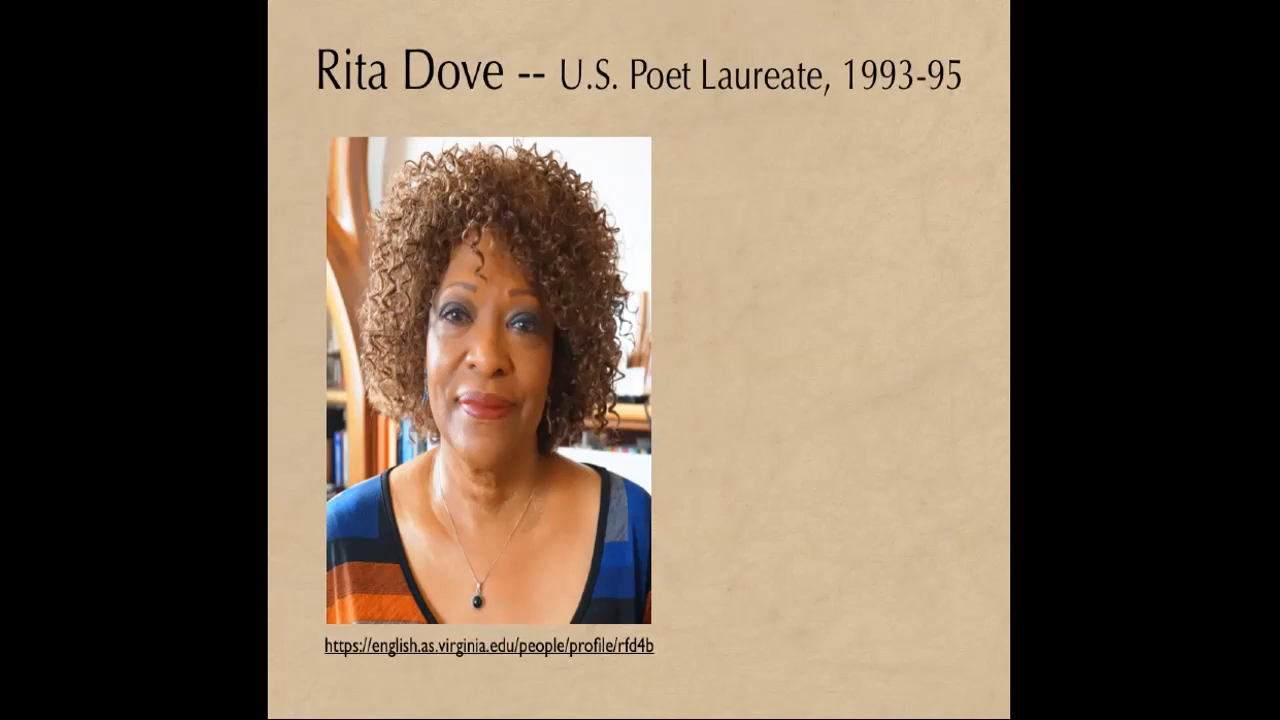 Rita Dove -- U.S. Poet Laureate, 1993-95
https://english.as.virginia.edu/people/profile/rfd4b